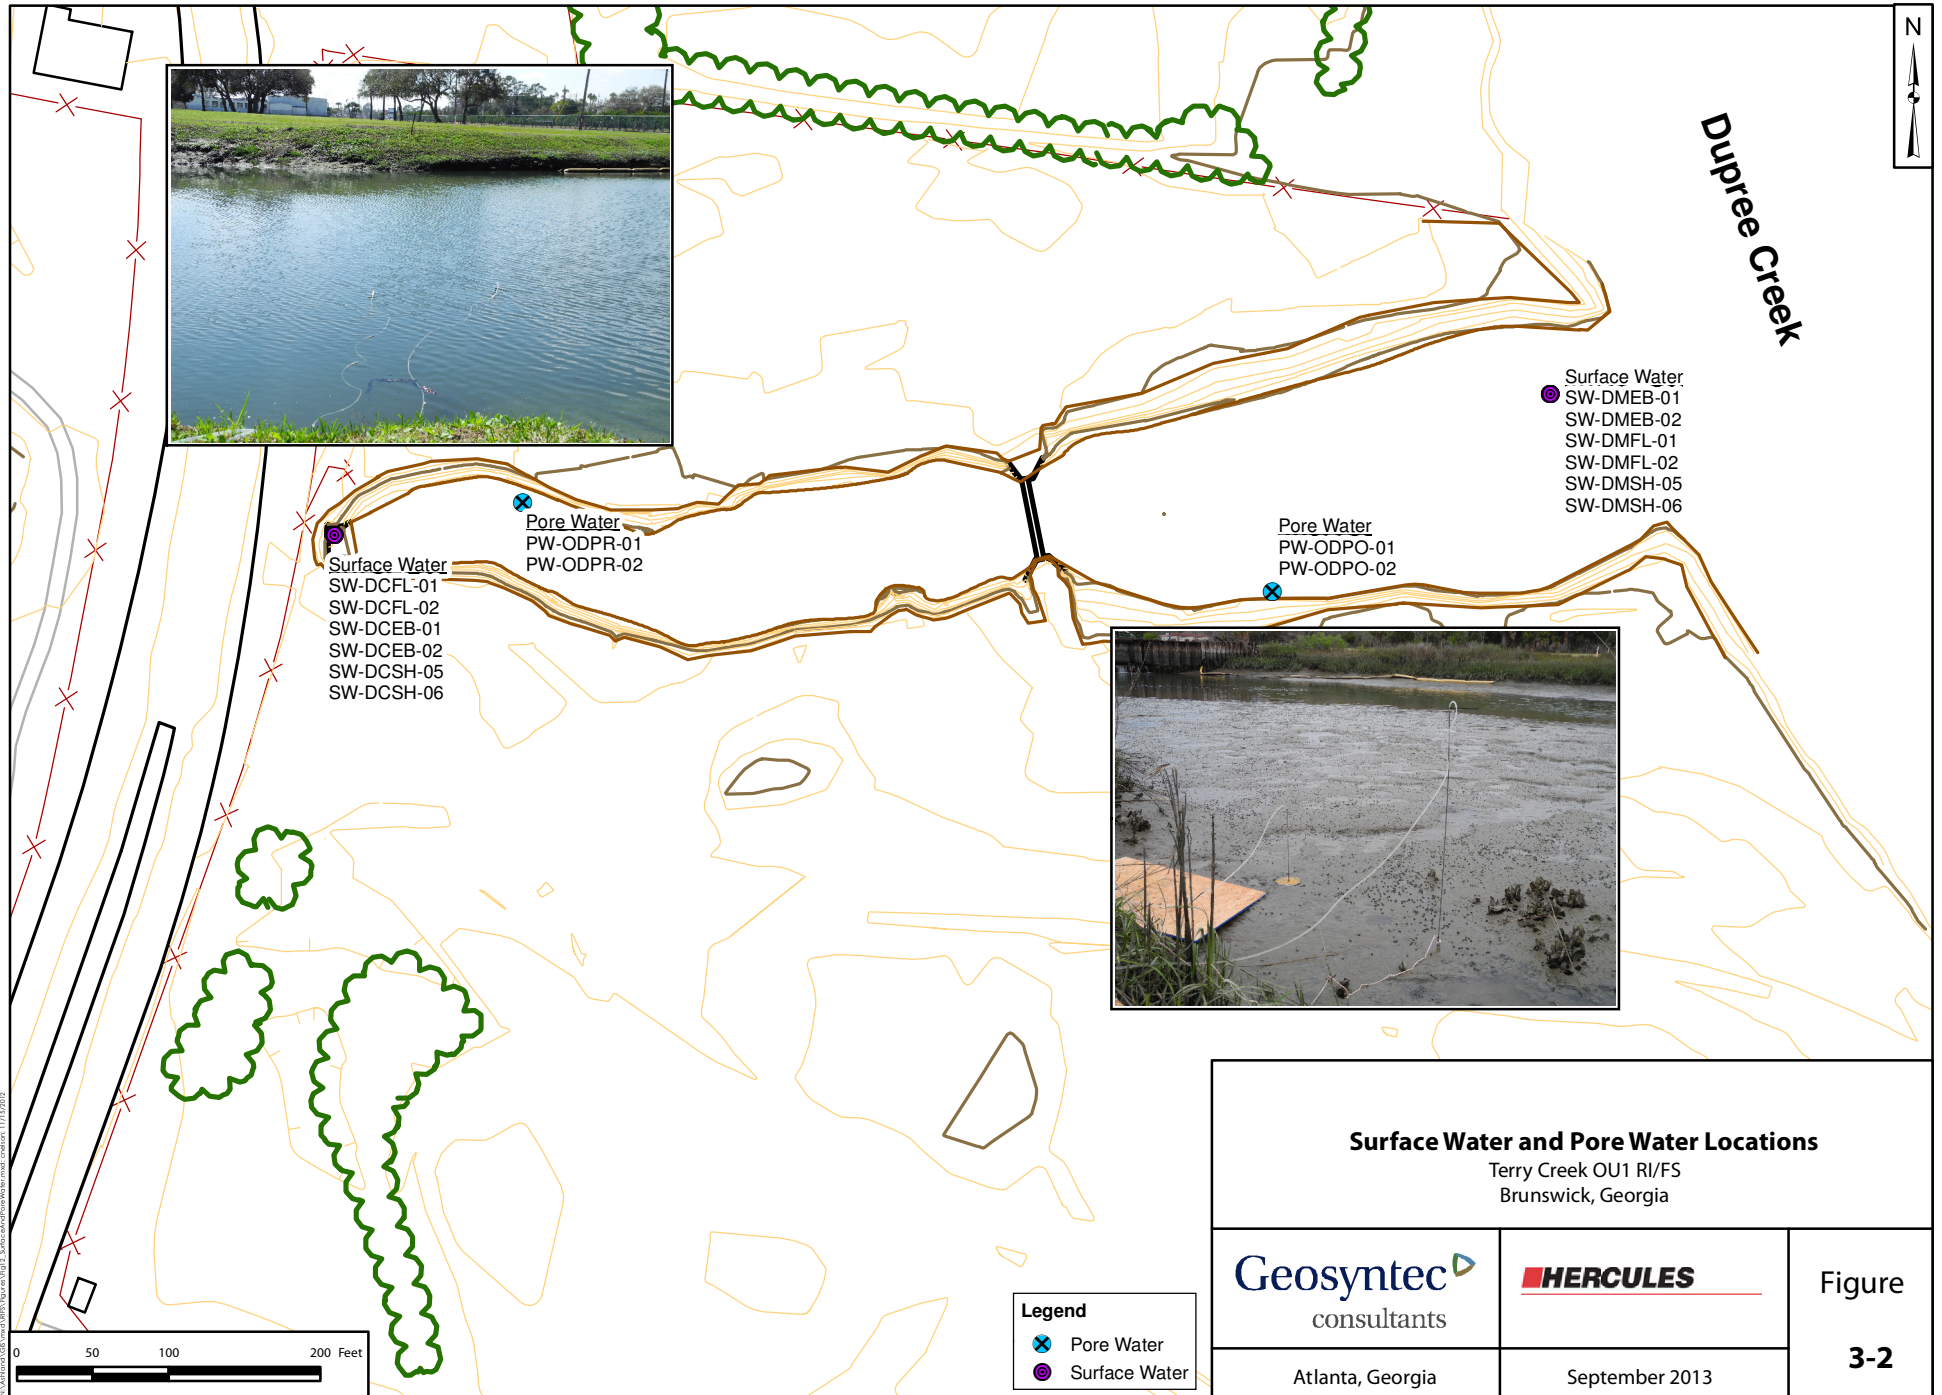 N
Dupree Creek
Surface Water
SW-DMEB-01
SW-DMEB-02
SW-DMFL-01
SW-DMFL-02
SW-DMSH-05
SW-DMSH-06
Pore Water
PW-ODPR-01
PW-ODPR-02
Pore Water
PW-ODPO-01
PW-ODPO-02
Surface Water
SW-DCFL-01
SW-DCFL-02
SW-DCEB-01
SW-DCEB-02
SW-DCSH-05
SW-DCSH-06
Surface Water and Pore Water Locations
Terry Creek OU1 RI/FS
Brunswick, Georgia
Geosyntec
consultants
HERCULES
Figure
3-2
Atlanta, Georgia
September 2013
Legend
Pore Water
Surface Water
0 50 100 200 Feet